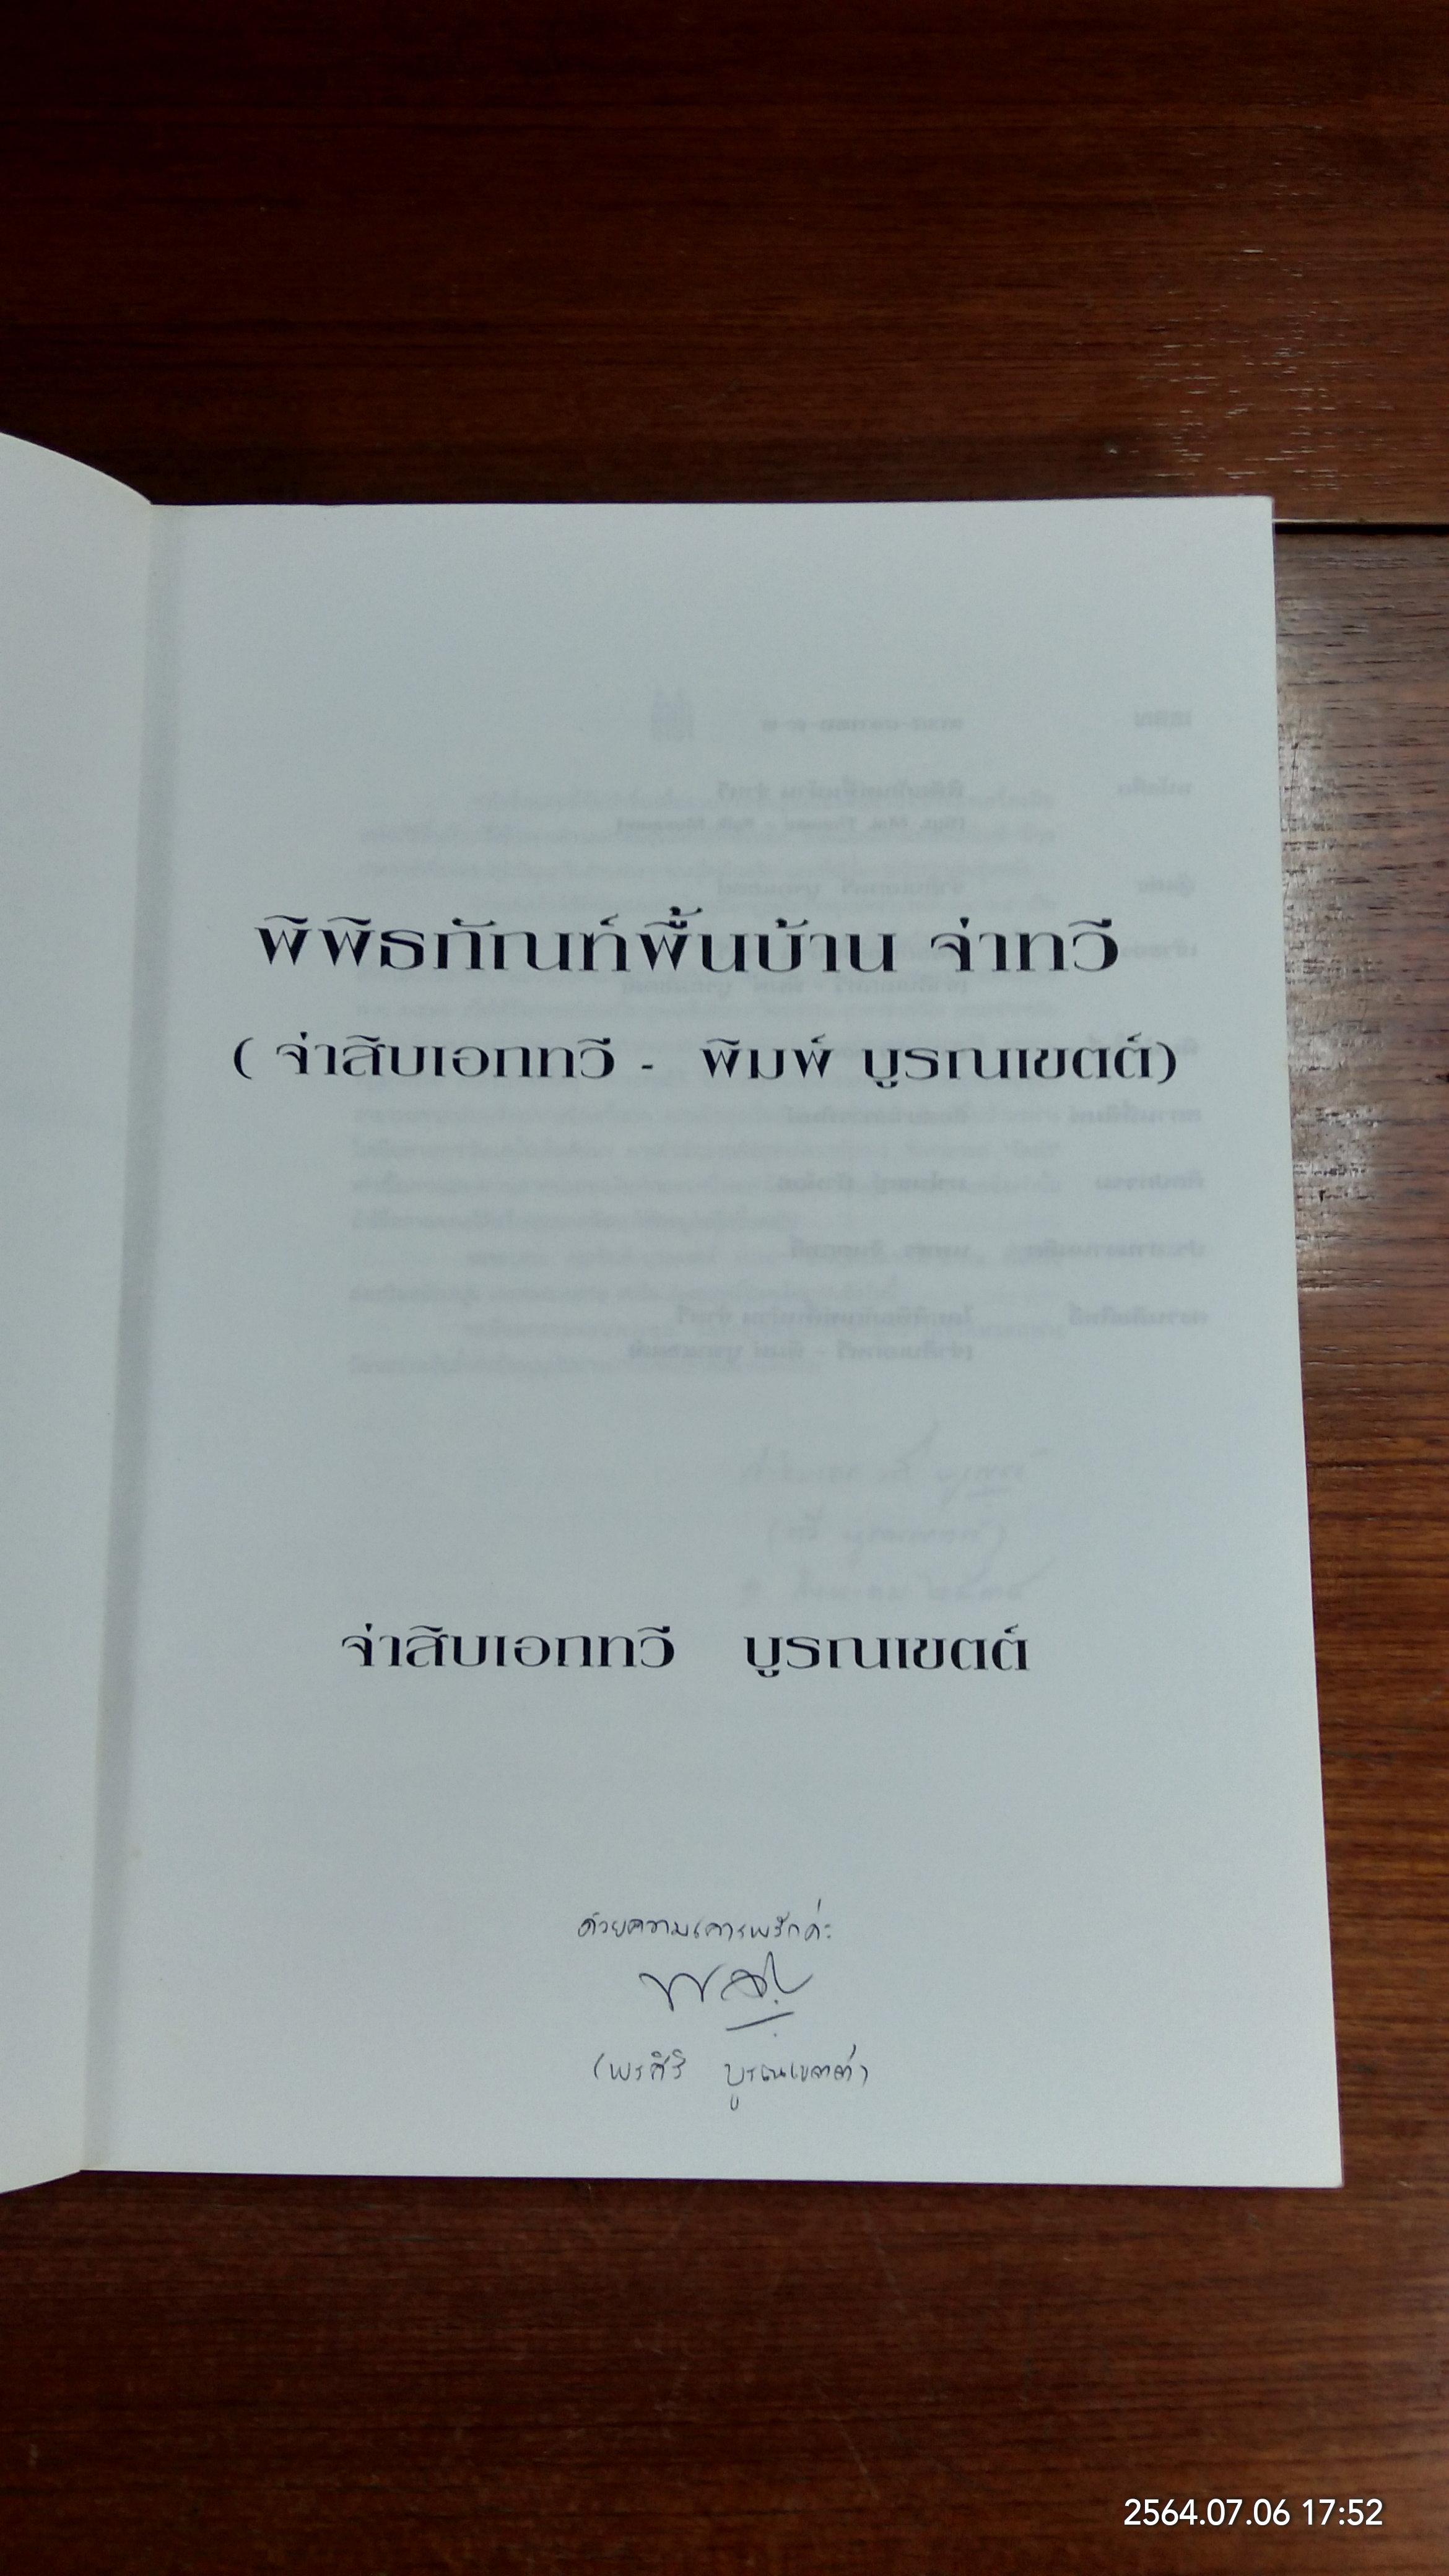 พิพิธภัณฑ์พื้นบ้าน จ่าทวี
( จ่าสิบเอกทวี - พิมพ์ บูรณเขตต์)
จ่าสิบเอกทวี บูรณเขตต์
ด้วยความเคารพรักค่ะ
(พรศิริ บูรณเขตต์)
2564.07.06 17:52